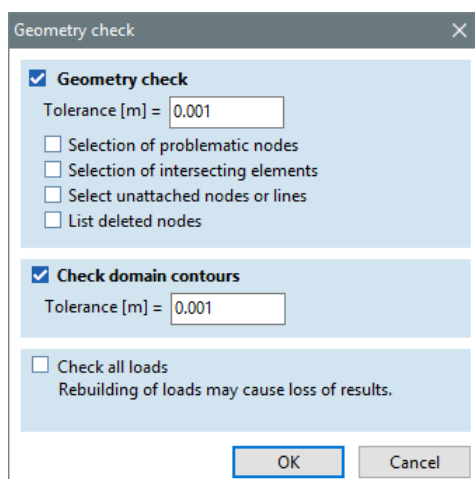 Geometry check
Geometry check
Tolerance [m] = 0.001
Selection of problematic nodes
Selection of intersecting elements
Select unattached nodes or lines
List deleted nodes
Check domain contours
Tolerance [m] = 0.001
Check all loads
Rebuilding of loads may cause loss of results.
OK Cancel